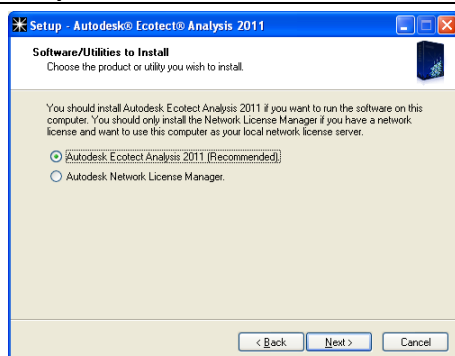 Setup - Autodesk® Ecotect® Analysis 2011
Software/Utilities to Install
Choose the product or utility you wish to install.
You should install Autodesk Ecotect Analysis 2011 if you want to run the software on this
computer. You should only install the Network License Manager if you have a network
license and want to use this computer as your local network license server.
Autodesk Ecotect Analysis 2011 (Recommended).
Autodesk Network License Manager.
< Back Next > Cancel